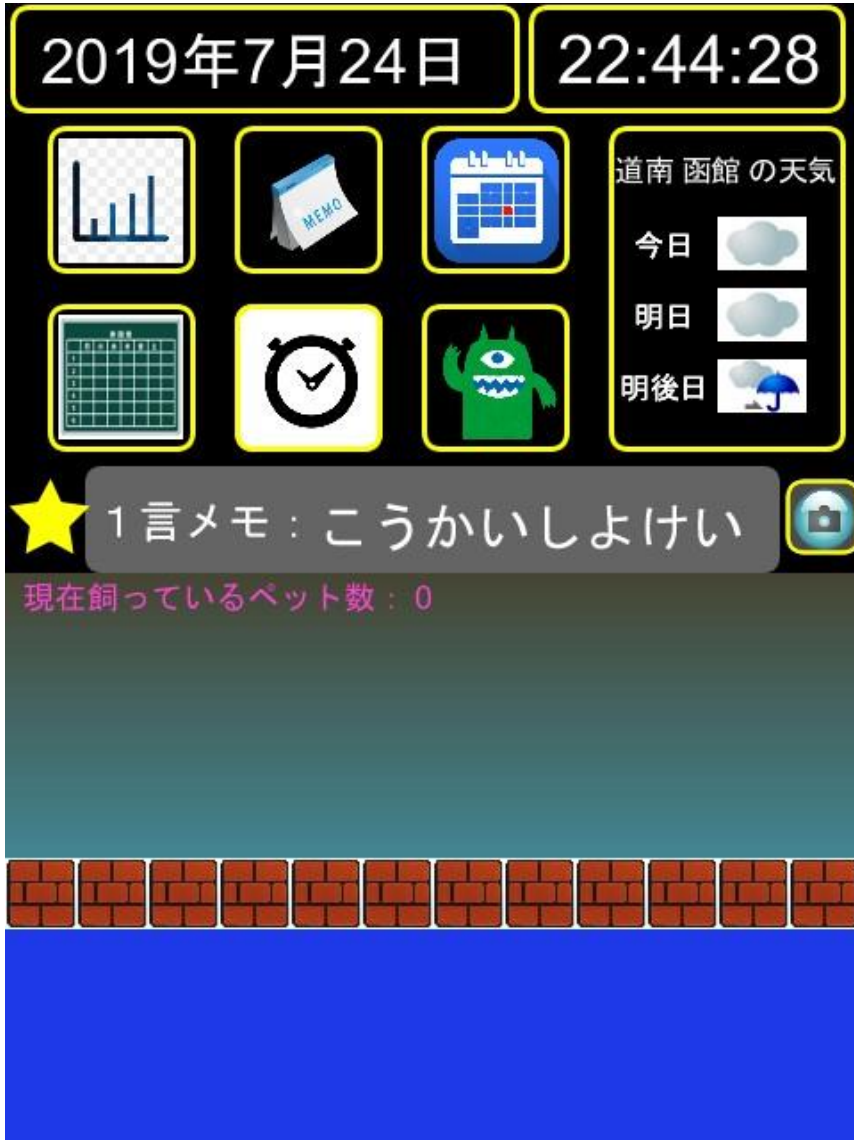 2019年7月24日
22:44:28
MEMO
道南 函館 の天気
今日
明日
明後日
1言メモ：こうかいしよけい
現在飼っているペット数：0